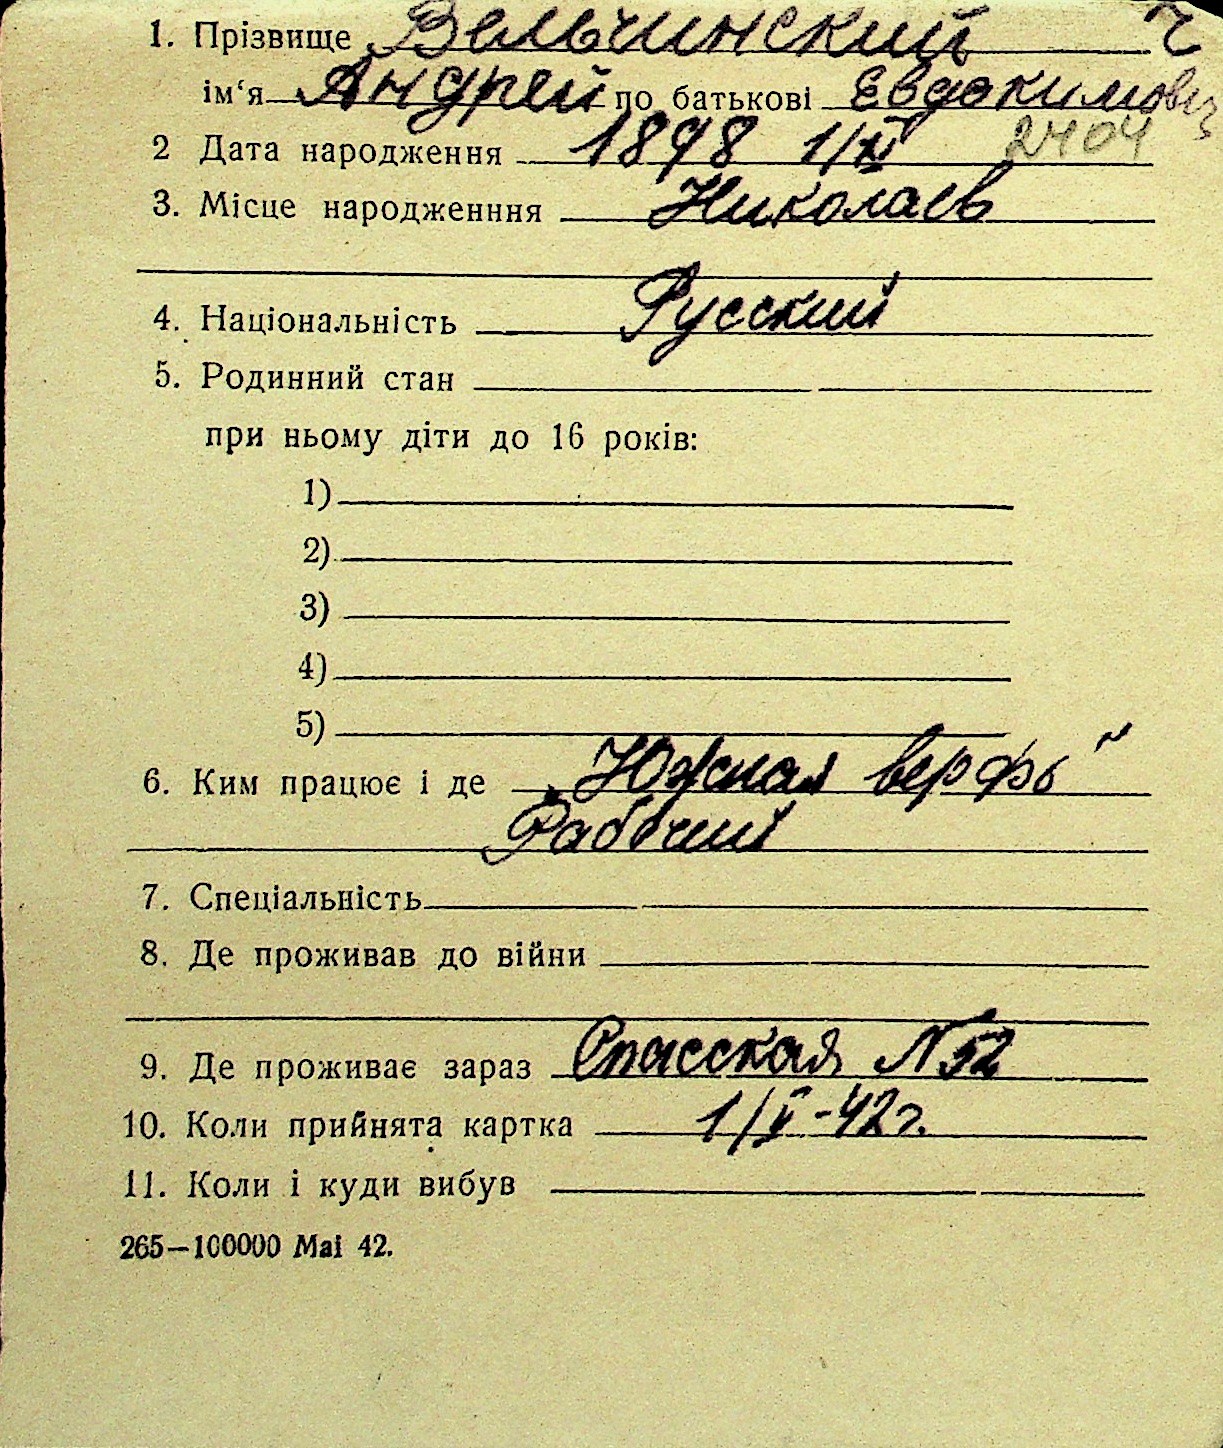 1. Прізвище Вельчинский ч
ім‘я Андрей по батькові Евдокимович
2 Дата народження 1898 1/XI 2404
3. Місце народженння Николаев
4. Національність Русский
5. Родинний стан
при ньому діти до 16 років:
1)
2)
3)
4)
5)
6. Ким працює і де „Южная верфь"
Рабочий
7. Спеціальність
8. Де проживав до війни
9. Де проживає зараз Спасская N 52
10. Коли прийнята картка 1/V-42г.
11. Коли і куди вибув
265—100000 Mai 42.